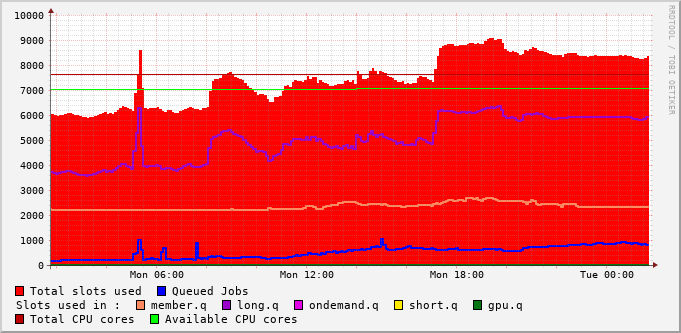 10000
9000
8000
7000
6000
5000
4000
3000
2000
1000
0
Mon 06:00 Mon 12:00 Mon 18:00 Tue 00:00
RRDTOOL / TOBI OETIKER
Total slots used Queued Jobs
Slots used in : member.q long.q ondemand.q short.q gpu.q
Total CPU cores Available CPU cores